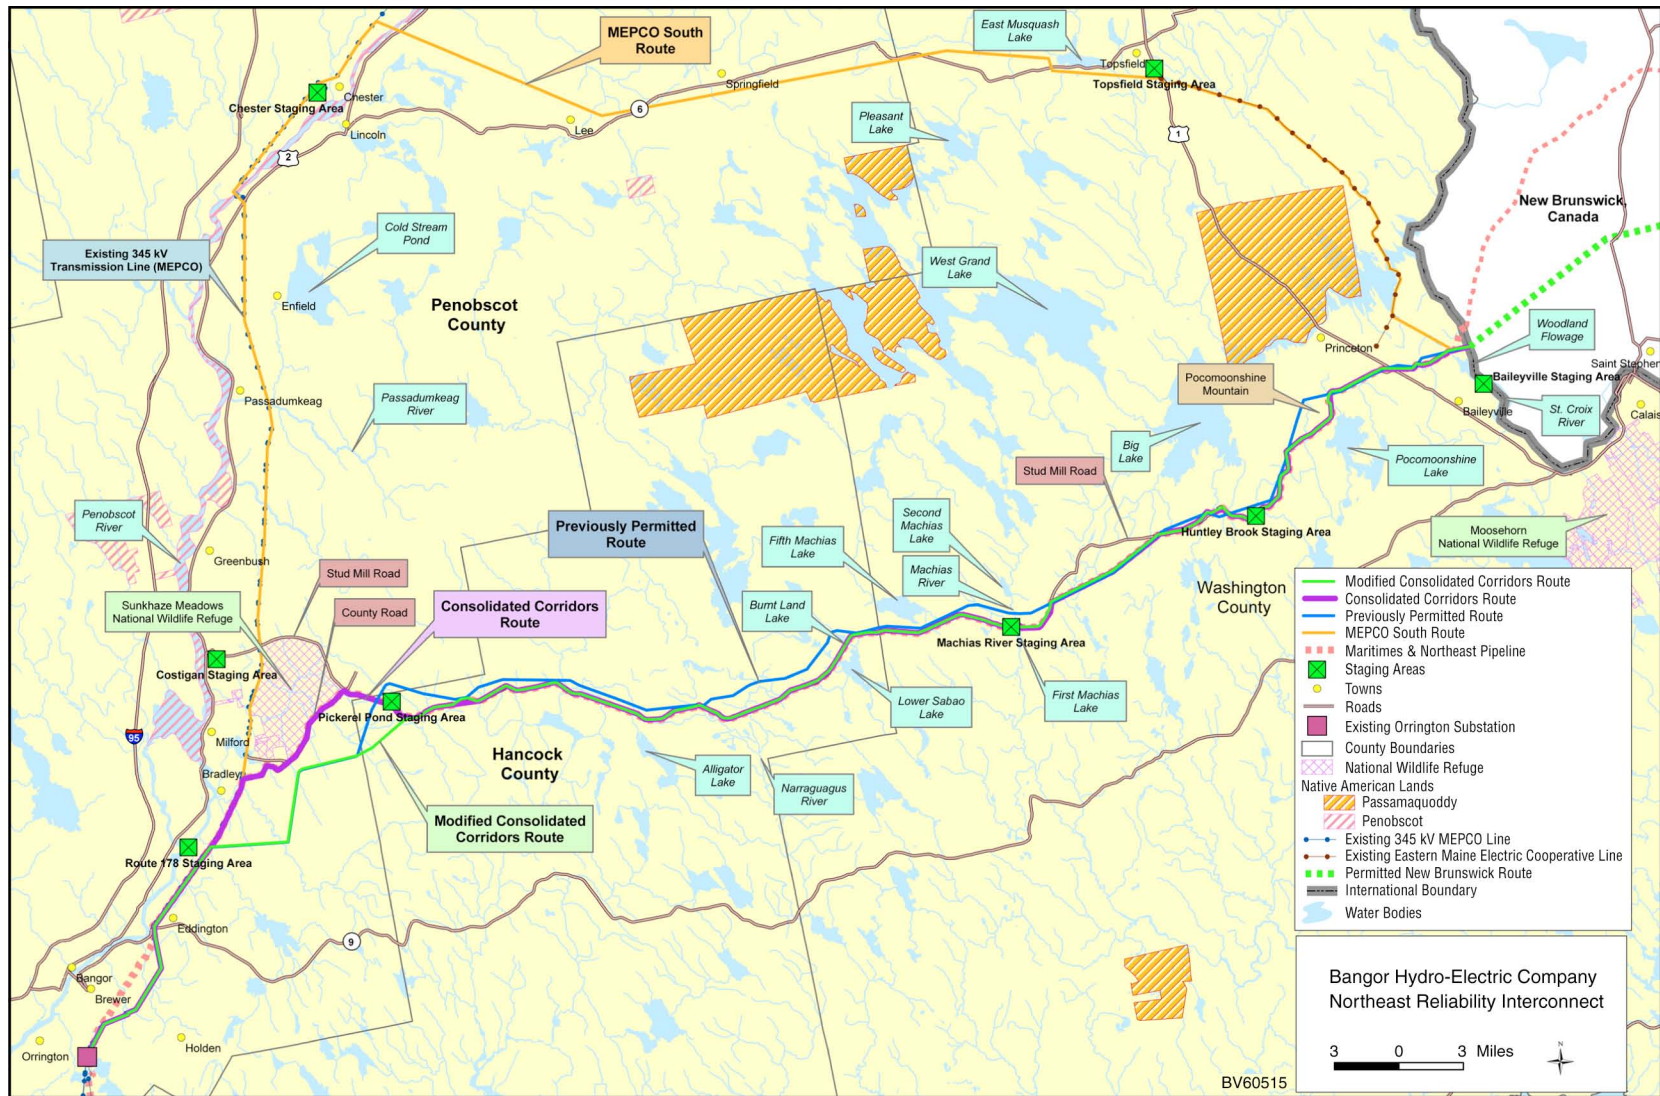 MEPCO South
Route
East Musquash
Lake
Topsfield
Topsfield Staging Area
Springfield
Chester
Chester Staging Area
Lincoln
Lee
6
2
1
Pleasant
Lake
New Brunswick,
Canada
Cold Stream
Pond
Existing 345 kV
Transmission Line (MEPCO)
West Grand
Lake
Enfield
Penobscot
County
Woodland
Flowage
Princeton
Saint Stephen
Pocomoonshine
Mountain
Baileyville Staging Area
Passadumkeag
Passadumkeag
River
Baileyville
St. Croix
River
Calais
Big
Lake
Stud Mill Road
Pocomoonshine
Lake
Penobscot
River
Previously Permitted
Route
Second
Machias
Lake
Fifth Machias
Lake
Huntley Brook Staging Area
Moosehorn
National Wildlife Refuge
Greenbush
Stud Mill Road
Machias
River
Washington
County
Sunkhaze Meadows
National Wildlife Refuge
County Road
Consolidated Corridors
Route
Burnt Land
Lake
Machias River Staging Area
Costigan Staging Area
Pickerel Pond Staging Area
Lower Sabao
Lake
First Machias
Lake
95
Milford
Hancock
County
Bradley
Alligator
Lake
Narraguagus
River
Modified Consolidated
Corridors Route
Route 178 Staging Area
Eddington
9
Bangor
Brewer
Orrington
Holden
Modified Consolidated Corridors Route
Consolidated Corridors Route
Previously Permitted Route
MEPCO South Route
Maritimes & Northeast Pipeline
Staging Areas
Towns
Roads
Existing Orrington Substation
County Boundaries
National Wildlife Refuge
Native American Lands
Passamaquoddy
Penobscot
Existing 345 kV MEPCO Line
Existing Eastern Maine Electric Cooperative Line
Permitted New Brunswick Route
International Boundary
Water Bodies
Bangor Hydro-Electric Company
Northeast Reliability Interconnect
3 0 3 Miles
N
BV60515